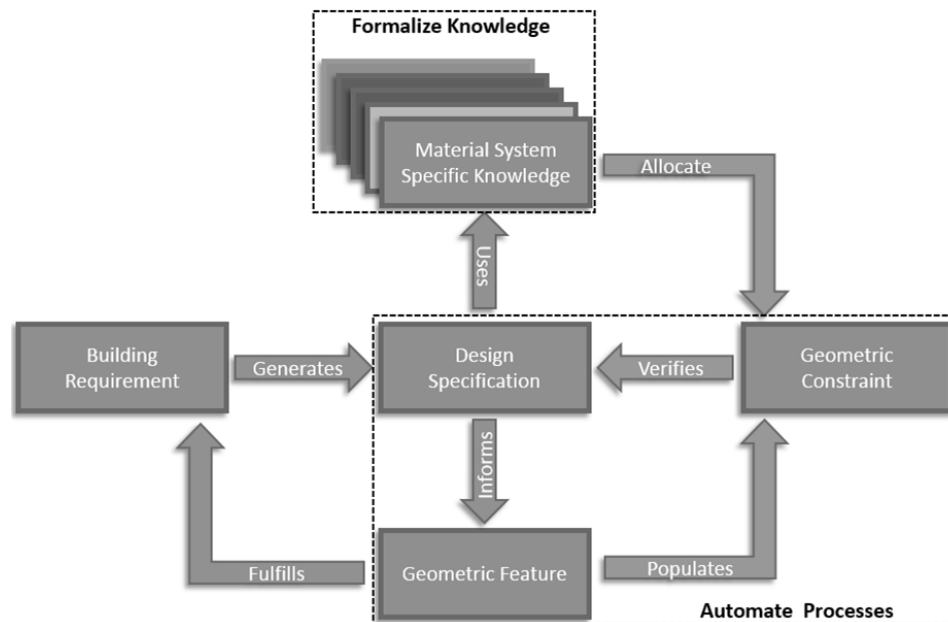 Formalize Knowledge
Material System
Specific Knowledge
Allocate
Uses
Building
Requirement
Generates
Design
Specification
Verifies
Geometric
Constraint
Informs
Fulfills
Geometric Feature
Populates
Automate Processes